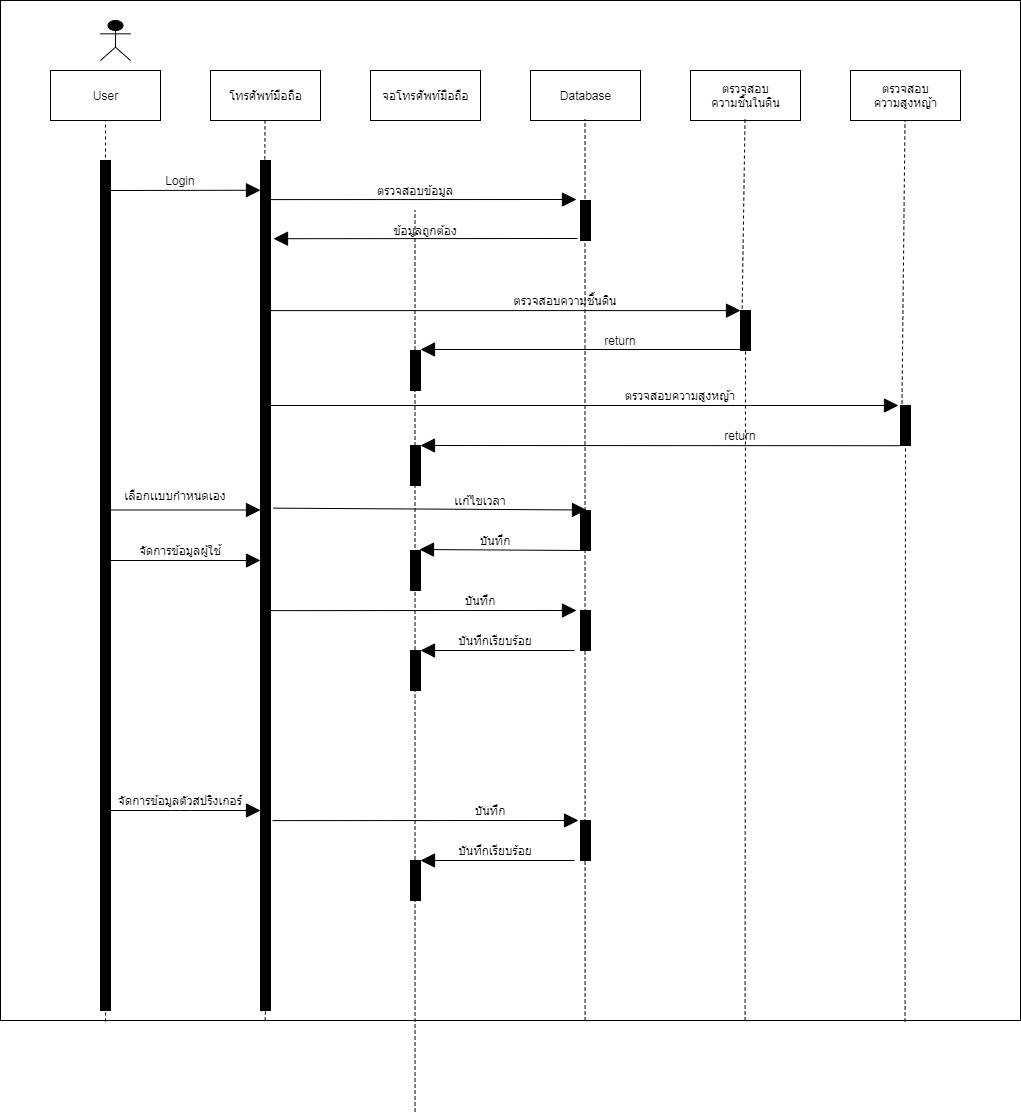 User
โทรศัพท์มือถือ
จอโทรศัพท์มือถือ
Database
ตรวจสอบ
ความชื้นในดิน
ตรวจสอบ
ความสูงหญ้า
Login
ตรวจสอบข้อมูล
ข้อมูลถูกต้อง
ตรวจสอบความชื้นดิน
return
ตรวจสอบความสูงหญ้า
return
เลือกแบบกำหนดเอง
แก้ไขเวลา
บันทึก
จัดการข้อมูลผู้ใช้
บันทึก
บันทึกเรียบร้อย
จัดการข้อมูลตัวสปริงเกอร์
บันทึก
บันทึกเรียบร้อย